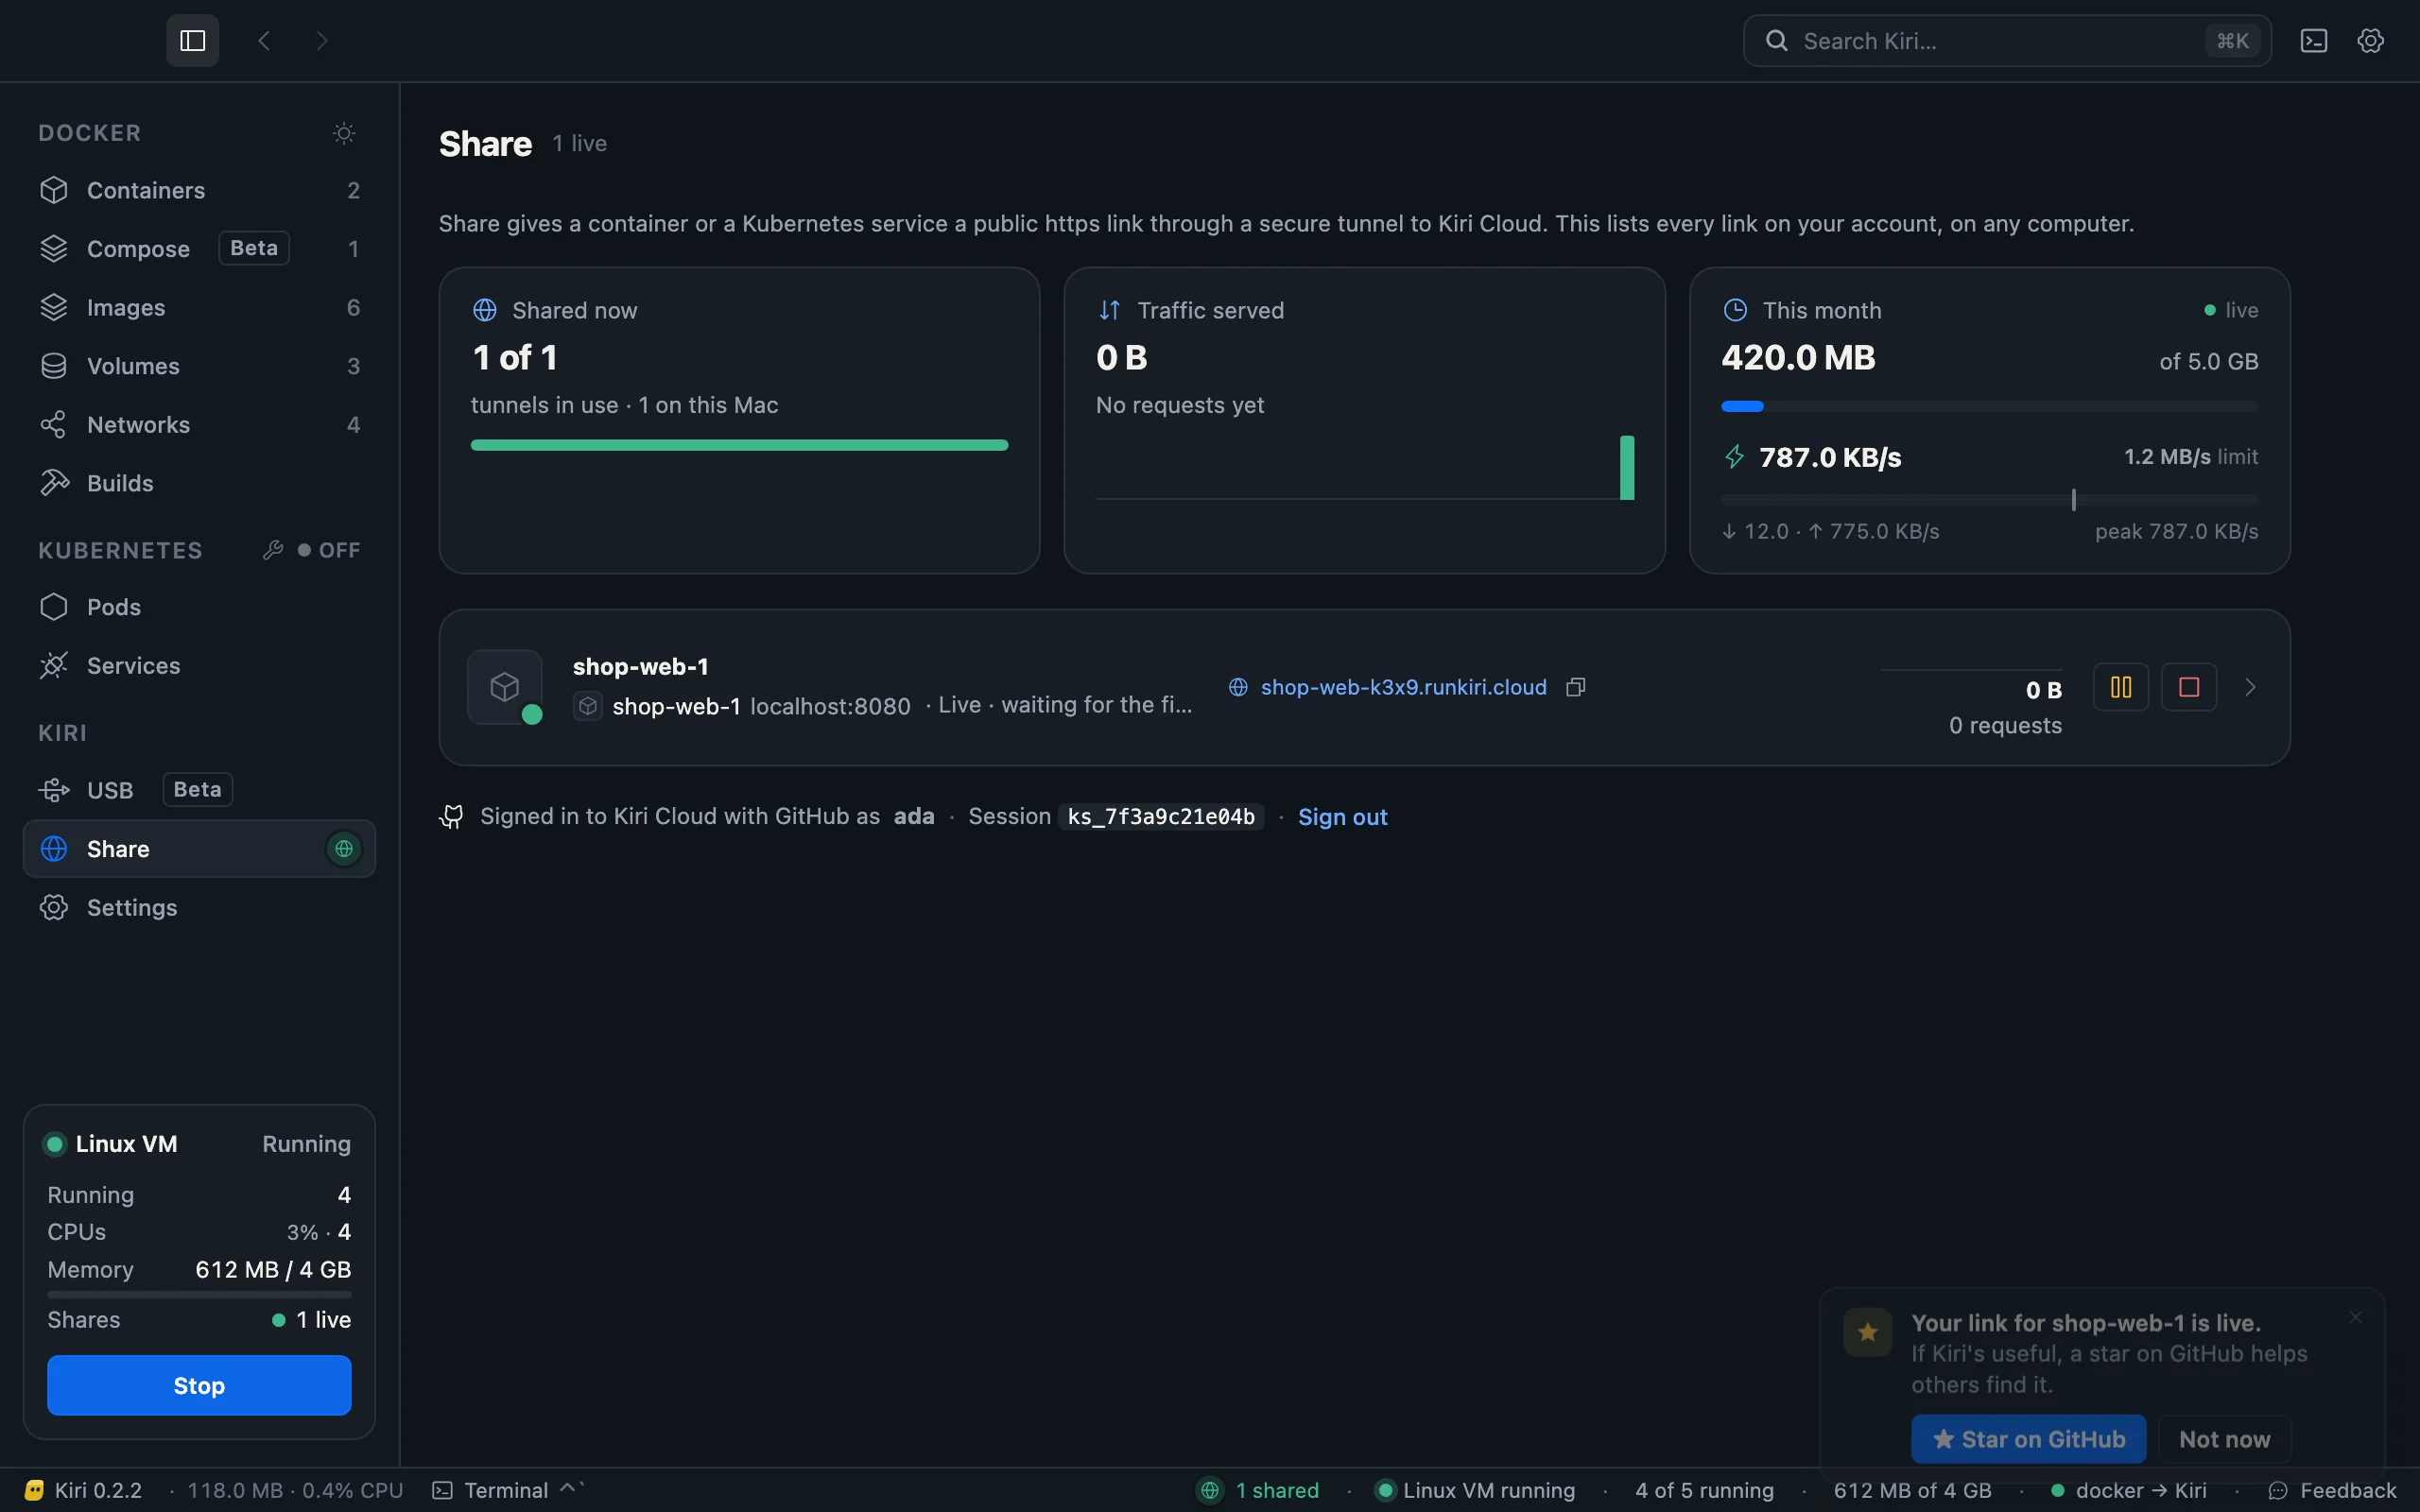 Search Kiri... ⌘K
DOCKER
Containers 2
Compose Beta 1
Images 6
Volumes 3
Networks 4
Builds
KUBERNETES OFF
Pods
Services
KIRI
USB Beta
Share
Settings
Linux VM Running
Running 4
CPUs 3% · 4
Memory 612 MB / 4 GB
Shares 1 live
Stop
Share 1 live
Share gives a container or a Kubernetes service a public https link through a secure tunnel to Kiri Cloud. This lists every link on your account, on any computer.
Shared now
1 of 1
tunnels in use · 1 on this Mac
Traffic served
0 B
No requests yet
This month live
420.0 MB of 5.0 GB
787.0 KB/s 1.2 MB/s limit
↓ 12.0 · ↑ 775.0 KB/s peak 787.0 KB/s
shop-web-1
shop-web-1 localhost:8080 · Live · waiting for the fi...
shop-web-k3x9.runkiri.cloud
0 B
0 requests
Signed in to Kiri Cloud with GitHub as ada · Session ks_7f3a9c21e04b · Sign out
Your link for shop-web-1 is live.
If Kiri's useful, a star on GitHub helps
others find it.
Star on GitHub Not now
Kiri 0.2.2 · 118.0 MB · 0.4% CPU Terminal ^ ` 1 shared · Linux VM running · 4 of 5 running · 612 MB of 4 GB · docker → Kiri · Feedback